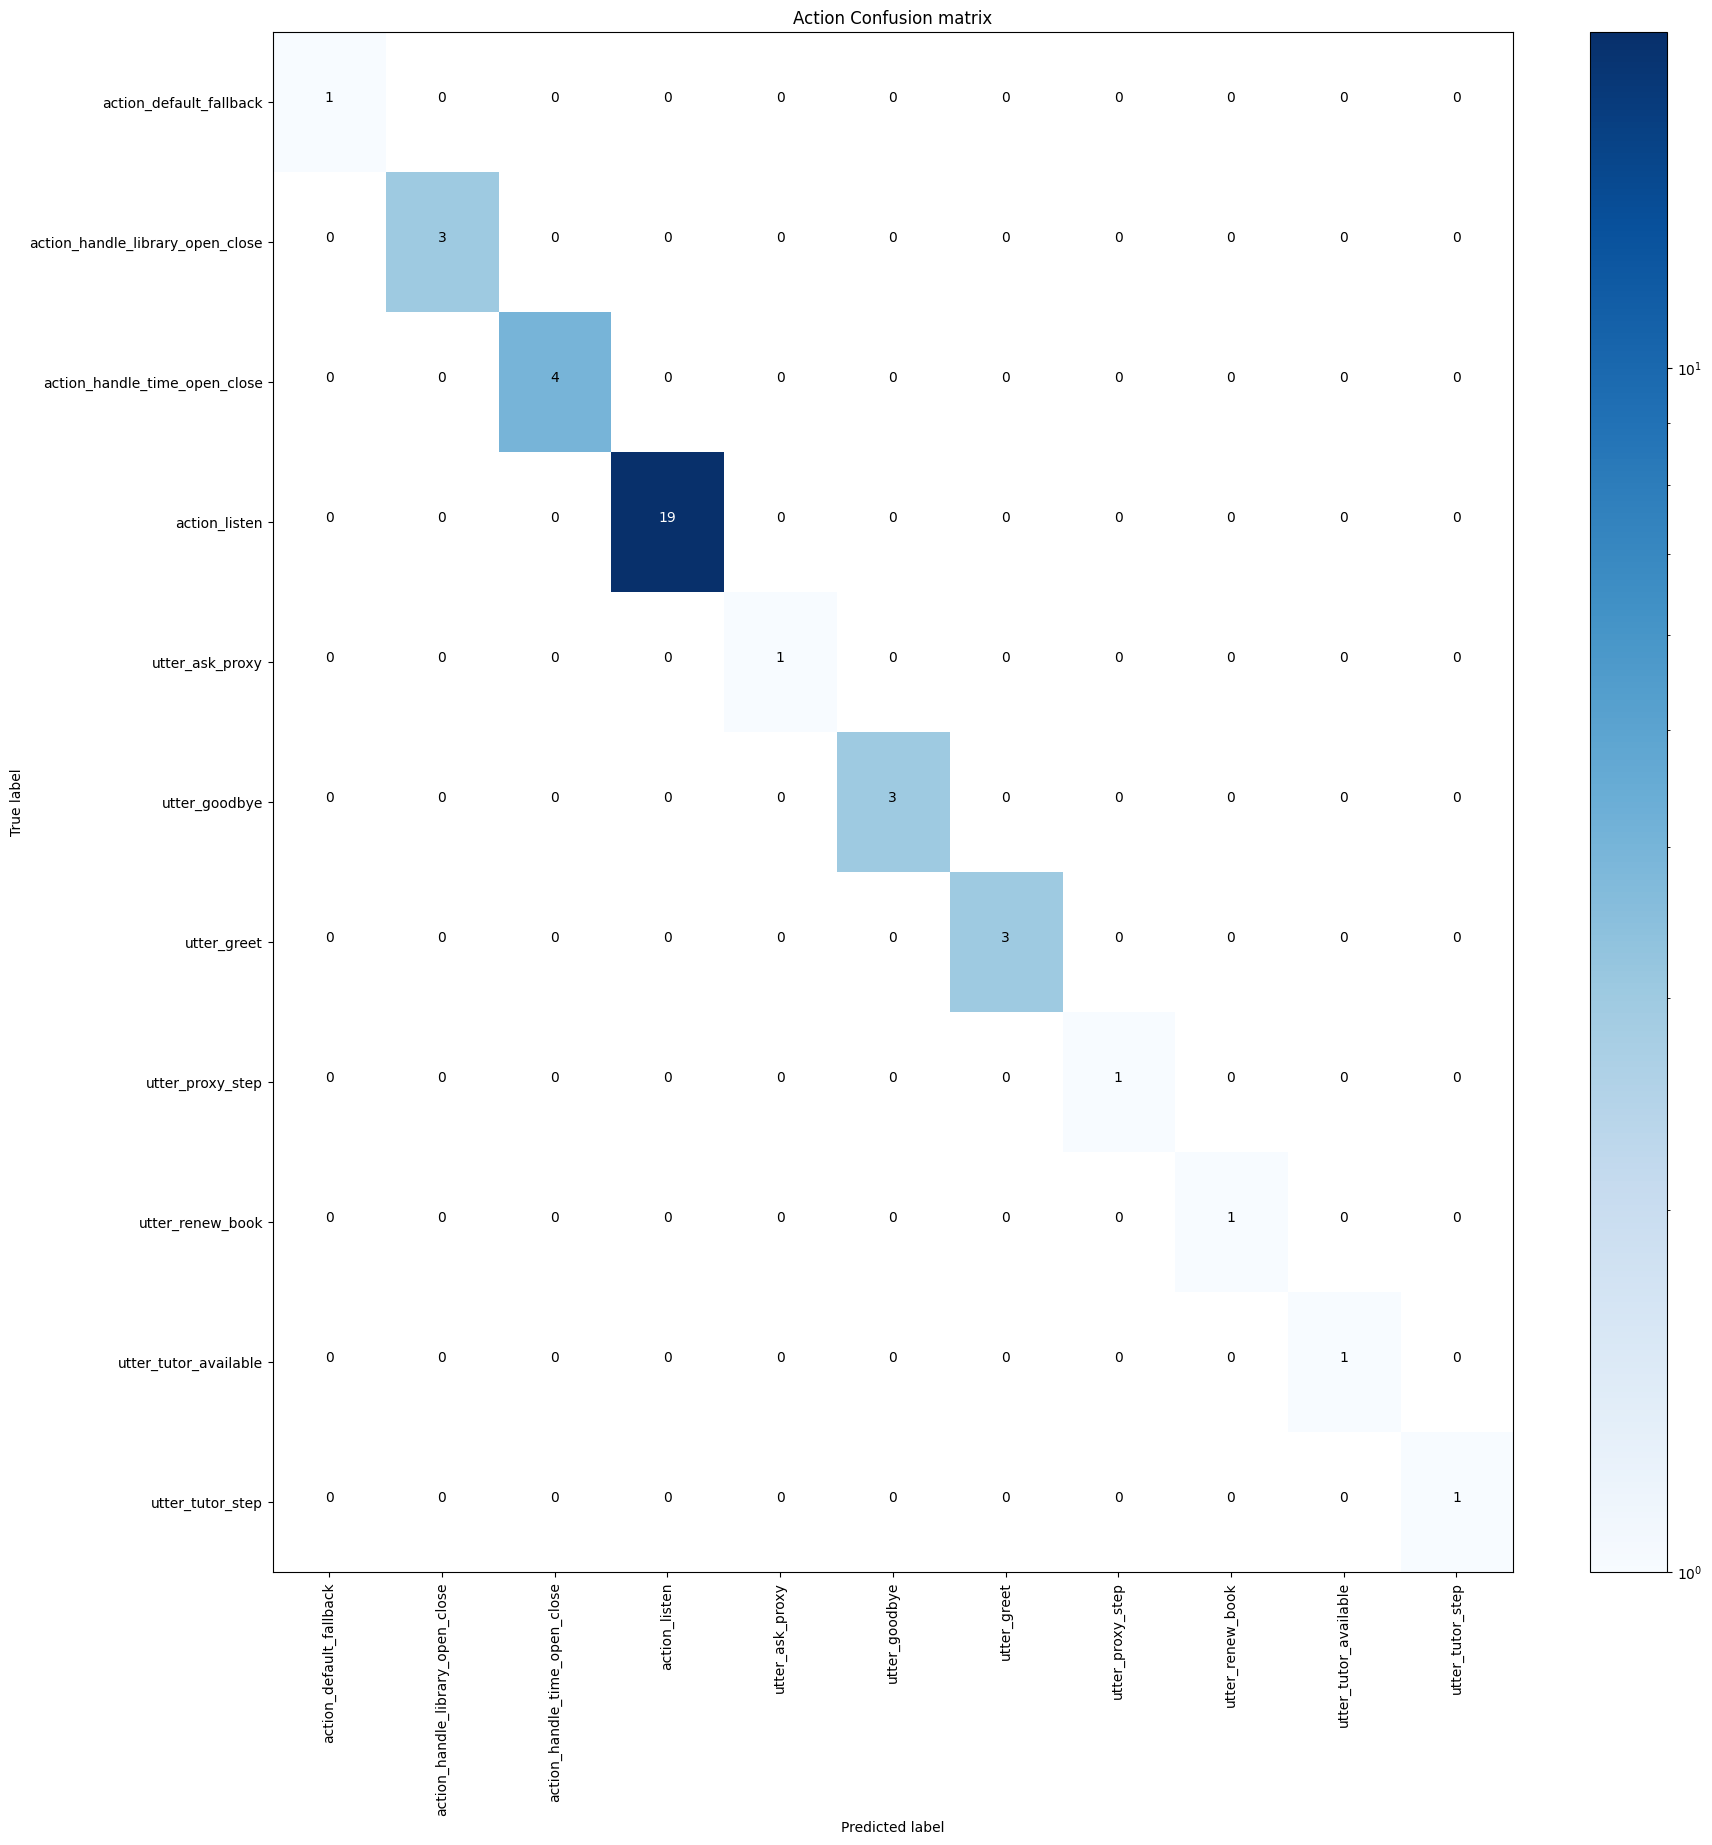 Action Confusion matrix
action_default_fallback 1 0 0 0 0 0 0 0 0 0 0
action_handle_library_open_close 0 3 0 0 0 0 0 0 0 0 0
action_handle_time_open_close 0 0 4 0 0 0 0 0 0 0 0
action_listen 0 0 0 19 0 0 0 0 0 0 0
utter_ask_proxy 0 0 0 0 1 0 0 0 0 0 0
utter_goodbye 0 0 0 0 0 3 0 0 0 0 0
utter_greet 0 0 0 0 0 0 3 0 0 0 0
utter_proxy_step 0 0 0 0 0 0 0 1 0 0 0
utter_renew_book 0 0 0 0 0 0 0 0 1 0 0
utter_tutor_available 0 0 0 0 0 0 0 0 0 1 0
utter_tutor_step 0 0 0 0 0 0 0 0 0 0 1
True label
action_default_fallback
action_handle_library_open_close
action_handle_time_open_close
action_listen
utter_ask_proxy
utter_goodbye
utter_greet
utter_proxy_step
utter_renew_book
utter_tutor_available
utter_tutor_step
Predicted label
10¹
10⁰